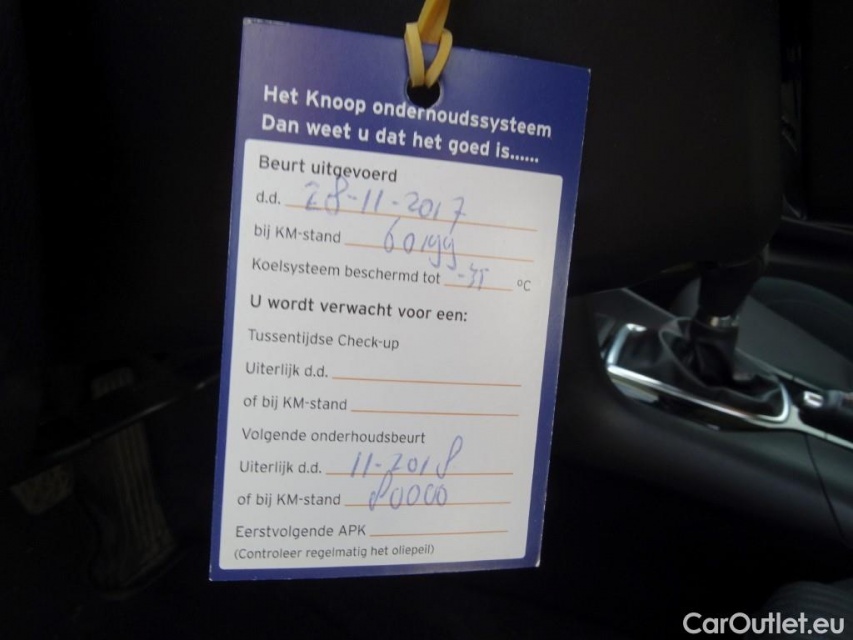 Het Knoop onderhoudssysteem
Dan weet u dat het goed is......
Beurt uitgevoerd
d.d. 28-11-2017
bij KM-stand 60199
Koelsysteem beschermd tot -35 °C
U wordt verwacht voor een:
Tussentijdse Check-up
Uiterlijk d.d.
of bij KM-stand
Volgende onderhoudsbeurt
Uiterlijk d.d. 11-2018
of bij KM-stand 80000
Eerstvolgende APK
(Controleer regelmatig het oliepeil)
CarOutlet.eu